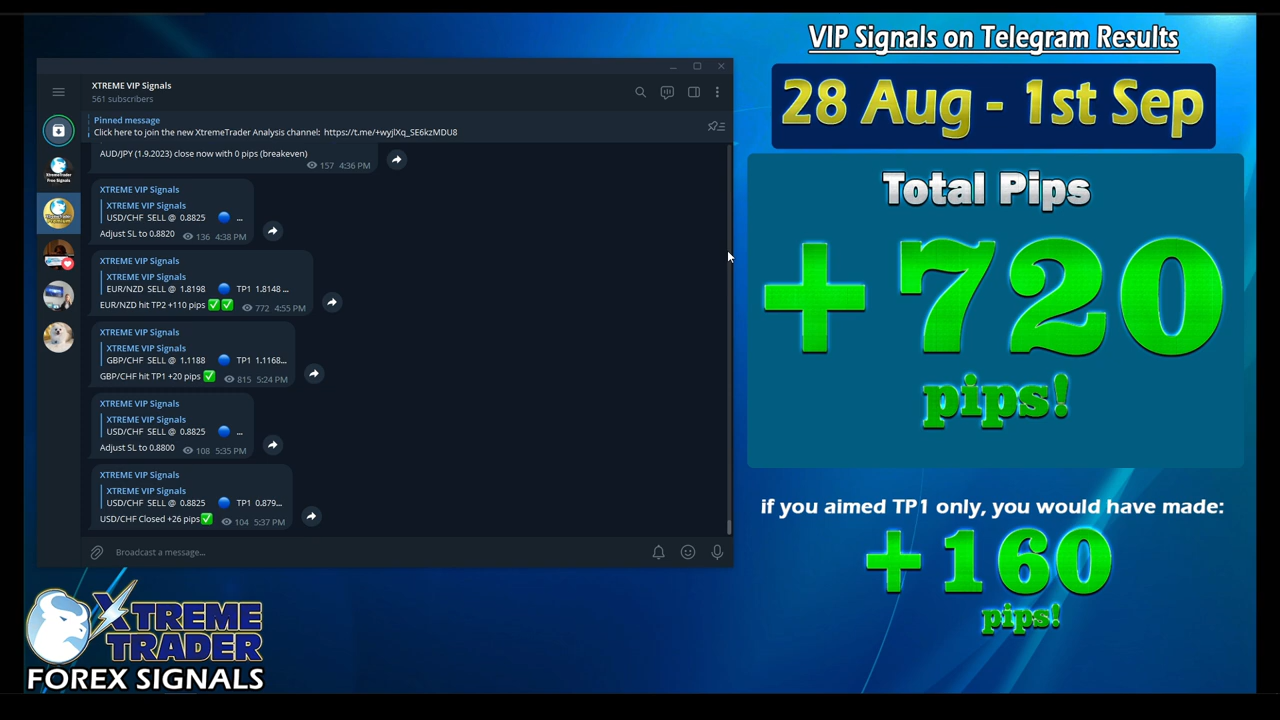 VIP Signals on Telegram Results
28 Aug - 1st Sep
Total Pips
+720
pips!
if you aimed TP1 only, you would have made:
+160
pips!
XTREME VIP Signals
561 subscribers
Pinned message
Click here to join the new XtremeTrader Analysis channel: https://t.me/+wyjlXq_SE6kzMDU8
AUD/JPY (1.9.2023) close now with 0 pips (breakeven)
157 4:36 PM
XTREME VIP Signals
XTREME VIP Signals
USD/CHF SELL @ 0.8825 🔵 ...
Adjust SL to 0.8820 136 4:38 PM
XTREME VIP Signals
XTREME VIP Signals
EUR/NZD SELL @ 1.8198 🔵 TP1 1.8148 ...
EUR/NZD hit TP2 +110 pips ✅✅ 772 4:55 PM
XTREME VIP Signals
XTREME VIP Signals
GBP/CHF SELL @ 1.1188 🔵 TP1 1.1168...
GBP/CHF hit TP1 +20 pips ✅ 815 5:24 PM
XTREME VIP Signals
XTREME VIP Signals
USD/CHF SELL @ 0.8825 🔵 ...
Adjust SL to 0.8800 108 5:35 PM
XTREME VIP Signals
XTREME VIP Signals
USD/CHF SELL @ 0.8825 🔵 TP1 0.879...
USD/CHF Closed +26 pips✅ 104 5:37 PM
Broadcast a message...
XtremeTrader
Free Signals
XTREME
TRADER
FOREX SIGNALS